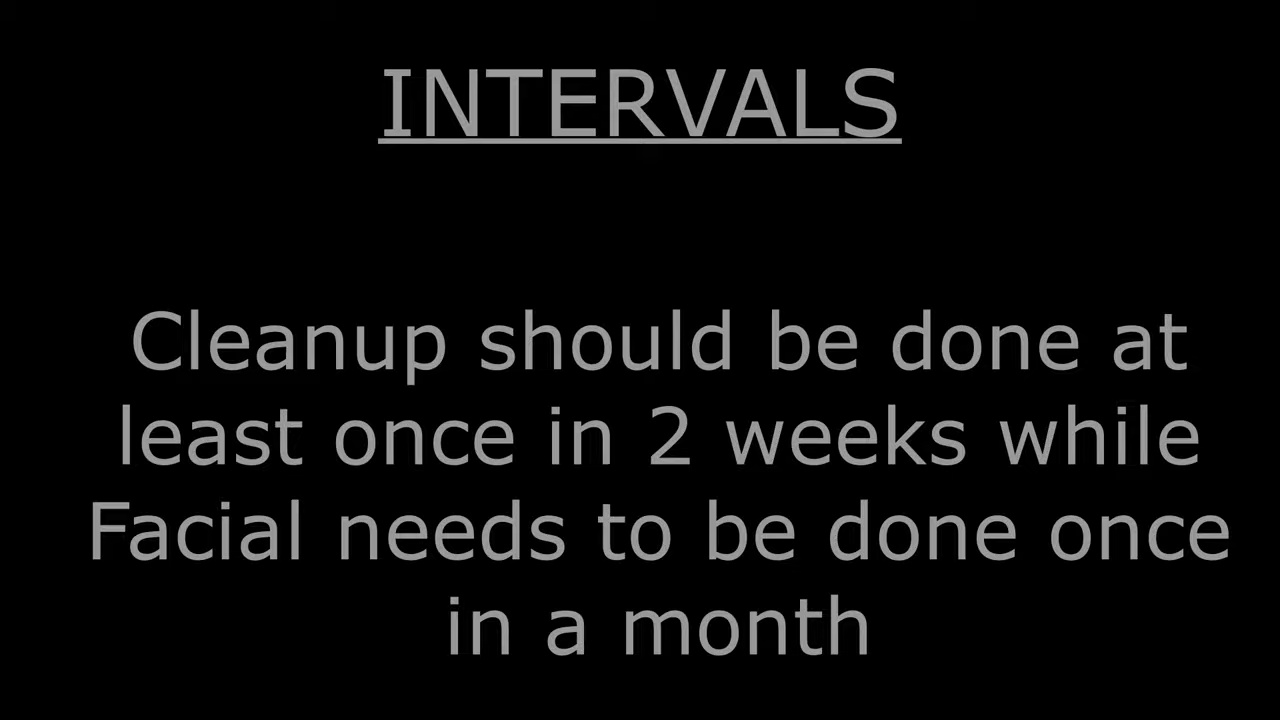 INTERVALS
Cleanup should be done at
least once in 2 weeks while
Facial needs to be done once
in a month